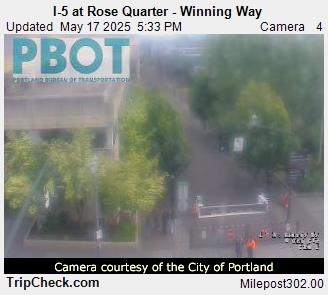 I-5 at Rose Quarter - Winning Way
Updated May 17 2025 5:33 PM Camera 4
PBOT
PORTLAND BUREAU OF TRANSPORTATION
Camera courtesy of the City of Portland
TripCheck.com Milepost302.00